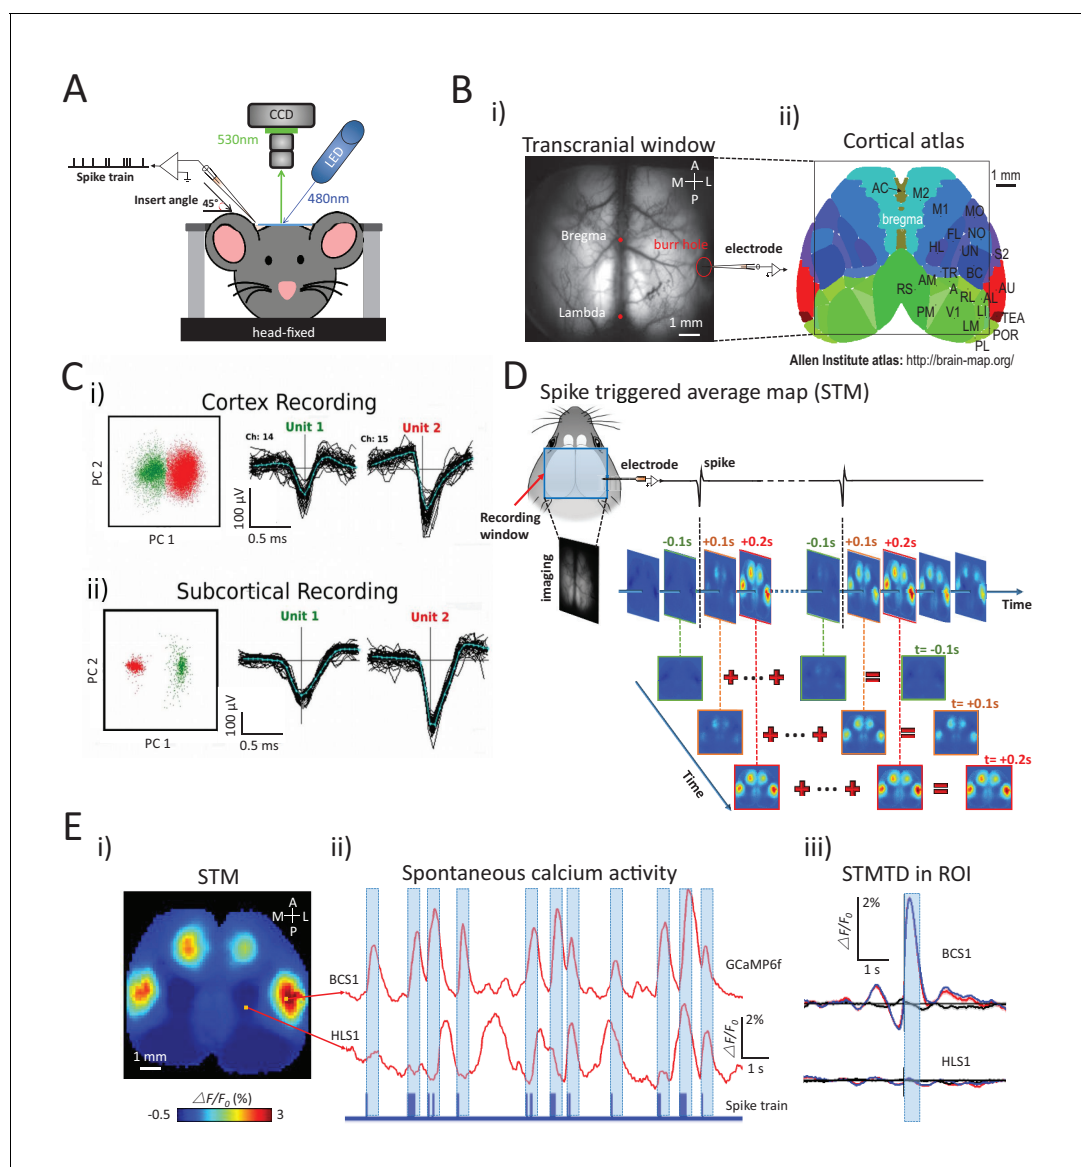 A
CCD
530nm
LED
480nm
Spike train
Insert angle
45°
head-fixed
B
i)
Transcranial window
A
M L
P
Bregma
burr hole
electrode
Lambda
1 mm
ii)
Cortical atlas
1 mm
AC
M2
bregma
M1
MO
FL
NO
HL
UN
S2
TR
BC
AM
RS
A
AU
RL
AL
PM
V1
LI
TEA
LM
POR
PL
Allen Institute atlas: http://brain-map.org/
C
i)
Cortex Recording
PC 2
PC 1
Ch: 14
Unit 1
Ch: 15
Unit 2
100 µV
0.5 ms
ii)
Subcortical Recording
PC 2
PC 1
Unit 1
Unit 2
100 µV
0.5 ms
D
Spike triggered average map (STM)
electrode
spike
Recording
window
imaging
-0.1s
+0.1s
+0.2s
-0.1s
+0.1s
+0.2s
Time
t= -0.1s
t= +0.1s
t= +0.2s
Time
E
i)
STM
A
M L
P
1 mm
△F/F0 (%)
-0.5
3
ii)
Spontaneous calcium activity
BCS1
GCaMP6f
HLS1
△F/F0
2%
1 s
Spike train
iii)
STMTD in ROI
△F/F0
2%
1 s
BCS1
HLS1